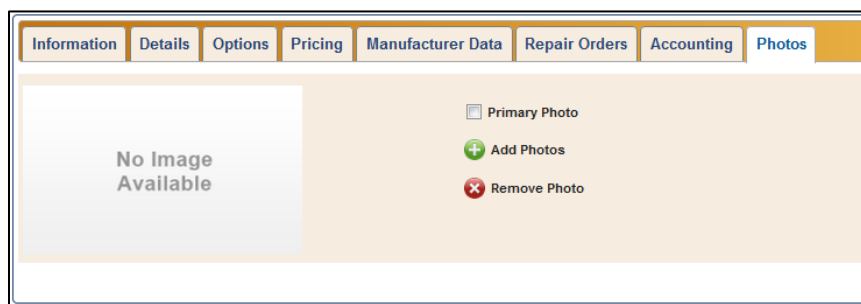 Information Details Options Pricing Manufacturer Data Repair Orders Accounting Photos
No Image
Available
Primary Photo
Add Photos
Remove Photo